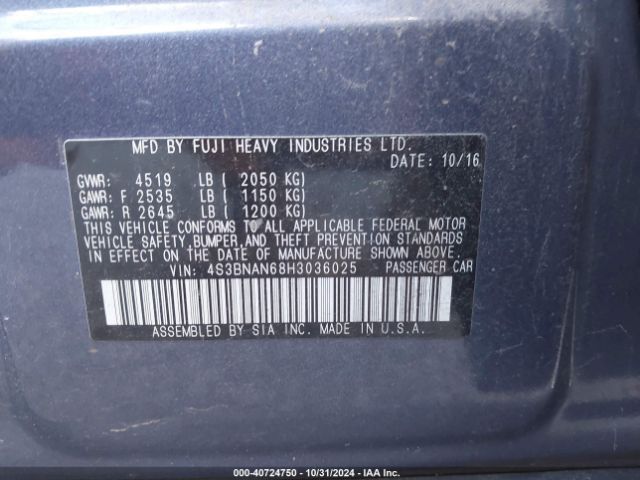 MFD BY FUJI HEAVY INDUSTRIES LTD.
DATE: 10/16
GVWR: 4519 LB ( 2050 KG)
GAWR: F 2535 LB ( 1150 KG)
GAWR: R 2645 LB ( 1200 KG)
THIS VEHICLE CONFORMS TO ALL APPLICABLE FEDERAL MOTOR
VEHICLE SAFETY, BUMPER, AND THEFT PREVENTION STANDARDS
IN EFFECT ON THE DATE OF MANUFACTURE SHOWN ABOVE.
VIN: 4S3BNAN68H3036025 PASSENGER CAR
ASSEMBLED BY SIA INC. MADE IN U.S.A.
000-40724750 - 10/31/2024 - IAA Inc.